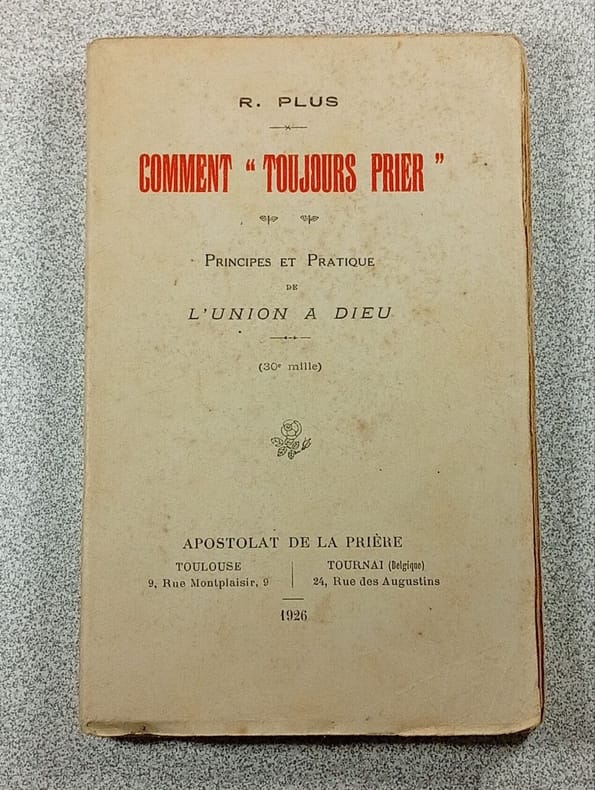 R. PLUS
COMMENT “ TOUJOURS PRIER ”
PRINCIPES ET PRATIQUE
DE
L'UNION A DIEU
(30e mille)
APOSTOLAT DE LA PRIÈRE
TOULOUSE
9, Rue Montplaisir, 9
TOURNAI (Belgique)
24, Rue des Augustins
1926